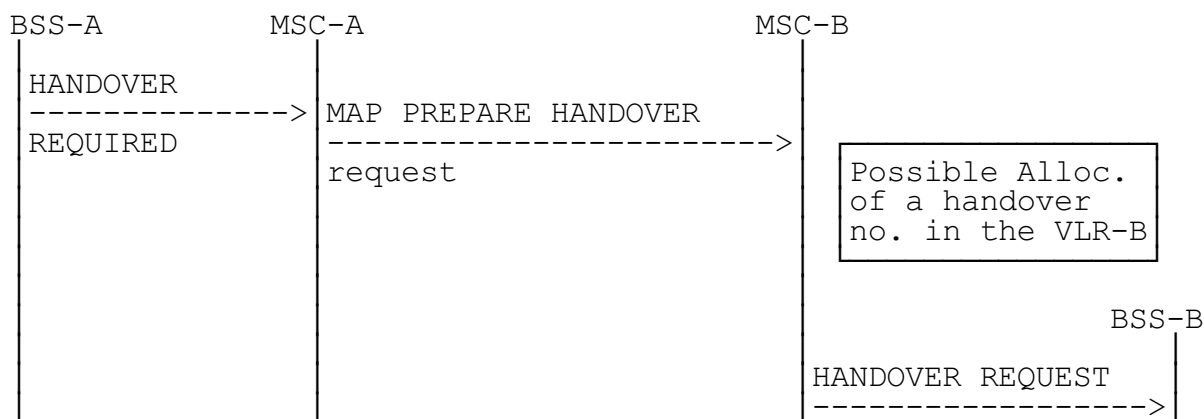 BSS-A MSC-A MSC-B
HANDOVER
REQUIRED
MAP PREPARE HANDOVER
request
Possible Alloc.
of a handover
no. in the VLR-B
BSS-B
HANDOVER REQUEST